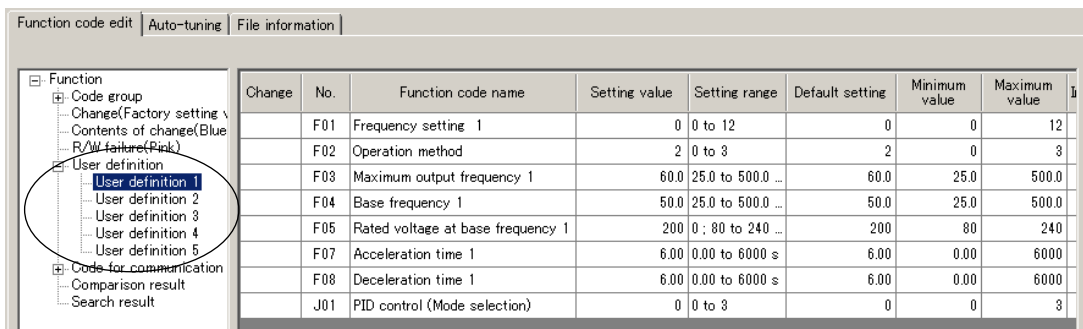 Function code edit Auto-tuning File information
Function
Code group
Change(Factory setting
Contents of change(Blue
R/W failure(Pink)
User definition
User definition 1
User definition 2
User definition 3
User definition 4
User definition 5
Code for communication
Comparison result
Search result
Change No. Function code name Setting value Setting range Default setting Minimum value Maximum value
F01 Frequency setting 1 0 0 to 12 0 0 12
F02 Operation method 2 0 to 3 2 0 3
F03 Maximum output frequency 1 60.0 25.0 to 500.0 ... 60.0 25.0 500.0
F04 Base frequency 1 50.0 25.0 to 500.0 ... 50.0 25.0 500.0
F05 Rated voltage at base frequency 1 200 0 ; 80 to 240 ... 200 80 240
F07 Acceleration time 1 6.00 0.00 to 6000 s 6.00 0.00 6000
F08 Deceleration time 1 6.00 0.00 to 6000 s 6.00 0.00 6000
J01 PID control (Mode selection) 0 0 to 3 0 0 3